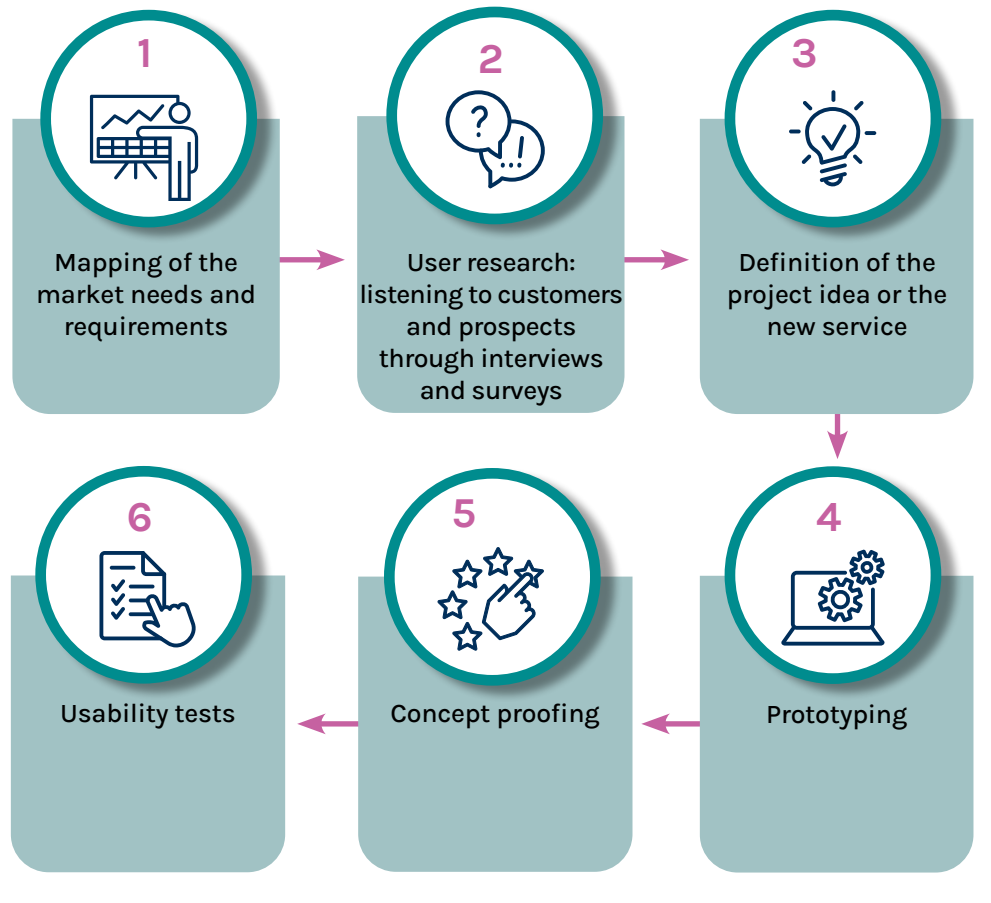 1
Mapping of the
market needs and
requirements
2
User research:
listening to customers
and prospects
through interviews
and surveys
3
Definition of the
project idea or the
new service
4
Prototyping
5
Concept proofing
6
Usability tests